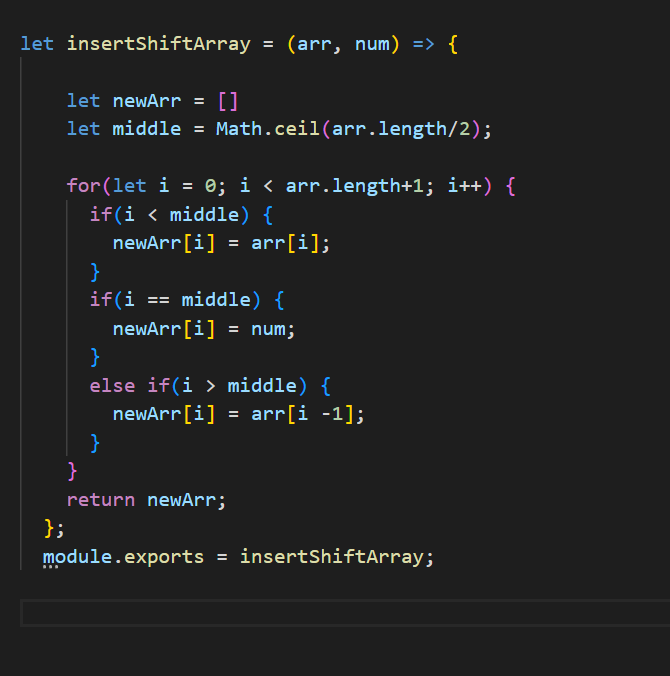 let insertShiftArray = (arr, num) => {
let newArr = []
let middle = Math.ceil(arr.length/2);
for(let i = 0; i < arr.length+1; i++) {
if(i < middle) {
newArr[i] = arr[i];
}
if(i == middle) {
newArr[i] = num;
}
else if(i > middle) {
newArr[i] = arr[i -1];
}
}
return newArr;
};
module.exports = insertShiftArray;